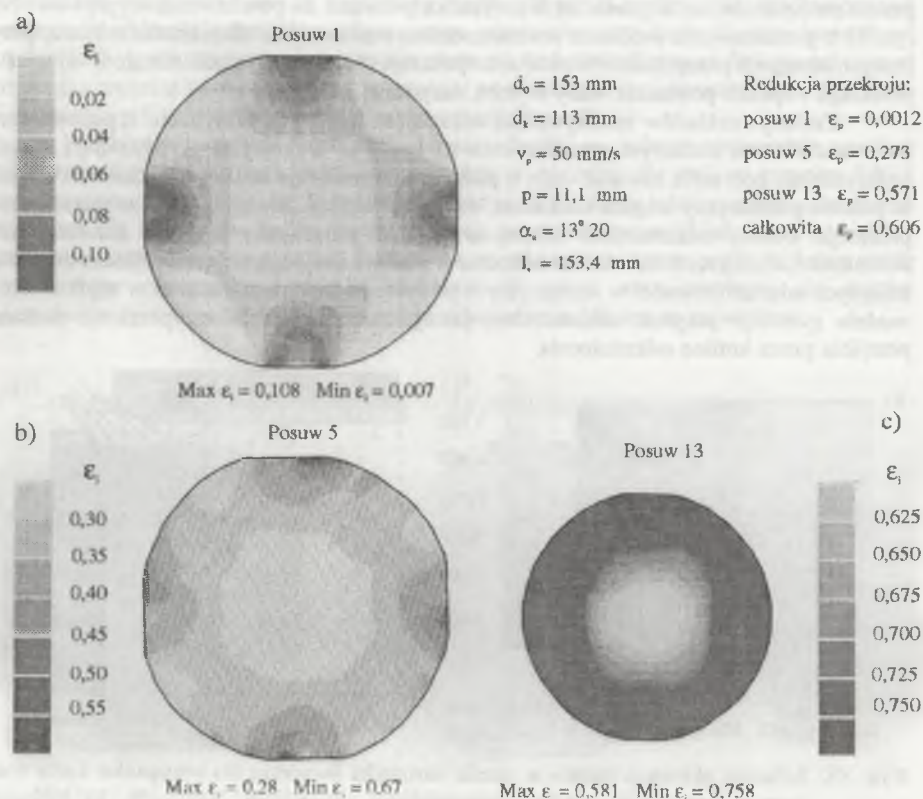 a)
Posuw 1
ε_i
0,02
0,04
0,06
0,08
0,10
d_0 = 153 mm
d_k = 113 mm
v_p = 50 mm/s
p = 11,1 mm
= 13° 20
= 153,4 mm
Redukcja przekroju:
posuw 1 ε_p = 0,0012
posuw 5 ε_p = 0,273
posuw 13 ε_p = 0,571
całkowita ε_p = 0,606
Max ε_i = 0,108 Min ε_i = 0,007
b)
Posuw 5
ε_i
0,30
0,35
0,40
0,45
0,50
0,55
Max ε_i = 0,28 Min ε_i = 0,67
c)
Posuw 13
ε_i
0,625
0,650
0,675
0,700
0,725
0,750
Max ε = 0,581 Min ε_i = 0,758